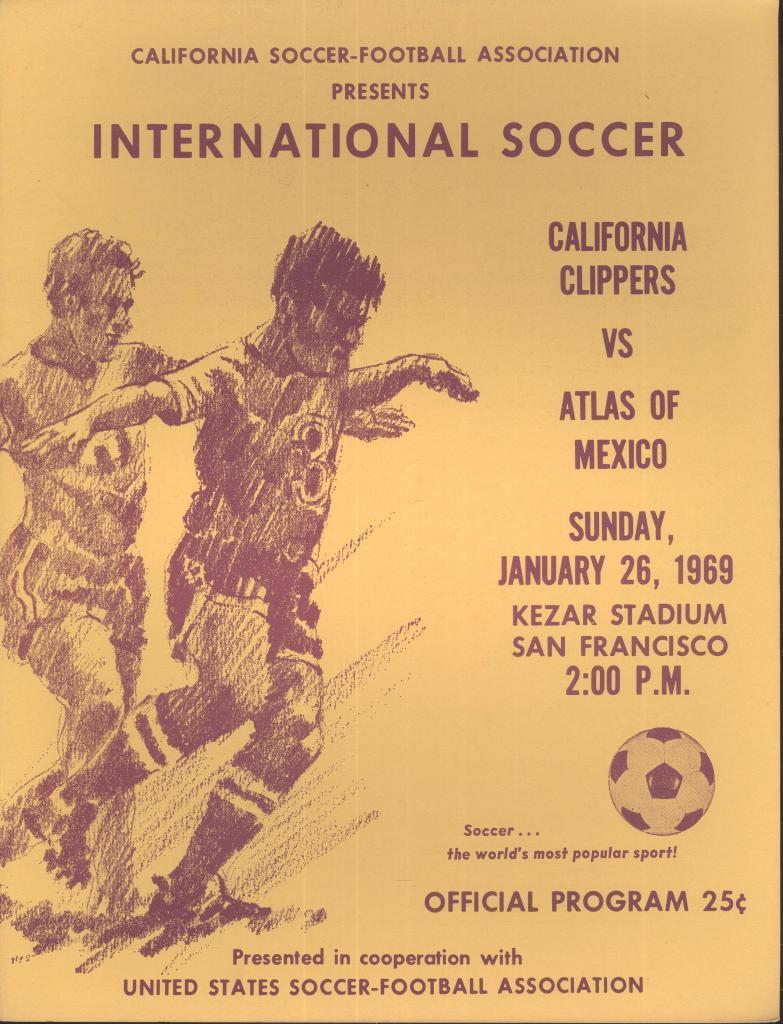 CALIFORNIA SOCCER-FOOTBALL ASSOCIATION
PRESENTS
INTERNATIONAL SOCCER
CALIFORNIA
CLIPPERS
VS
ATLAS OF
MEXICO
SUNDAY,
JANUARY 26, 1969
KEZAR STADIUM
SAN FRANCISCO
2:00 P.M.
8
Soccer...
the world's most popular sport!
OFFICIAL PROGRAM 25¢
Presented in cooperation with
UNITED STATES SOCCER-FOOTBALL ASSOCIATION